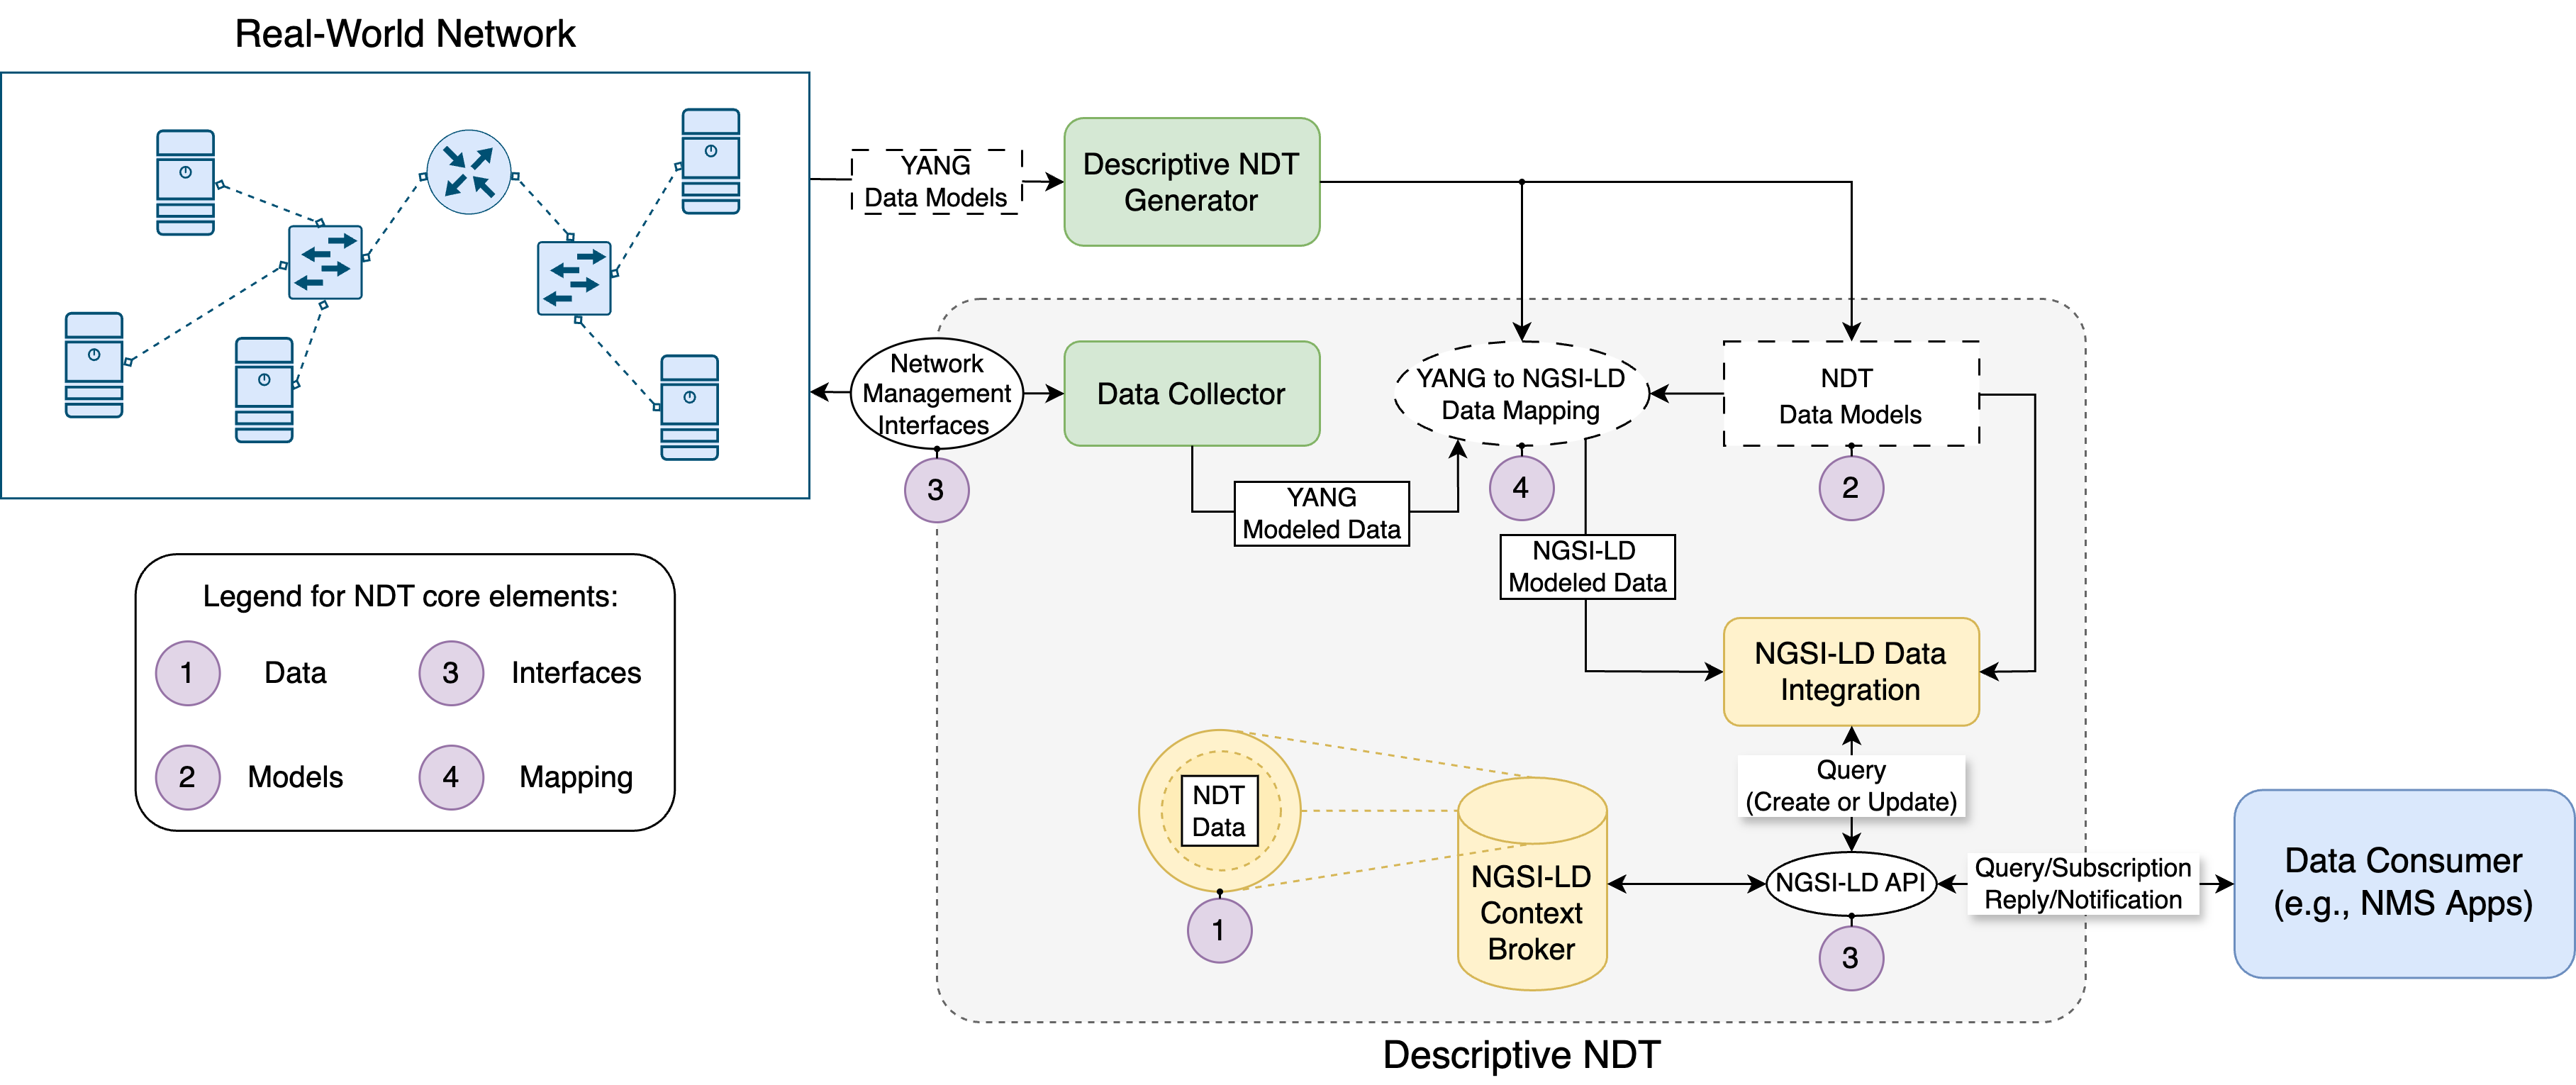 Real-World Network
YANG
Data Models
Descriptive NDT
Generator
Network
Management
Interfaces
3
Data Collector
YANG to NGSI-LD
Data Mapping
4
NDT
Data Models
2
YANG
Modeled Data
NGSI-LD
Modeled Data
Legend for NDT core elements:
1 Data
3 Interfaces
2 Models
4 Mapping
NGSI-LD Data
Integration
Query
(Create or Update)
NDT
Data
1
NGSI-LD
Context
Broker
NGSI-LD API
3
Query/Subscription
Reply/Notification
Data Consumer
(e.g., NMS Apps)
Descriptive NDT